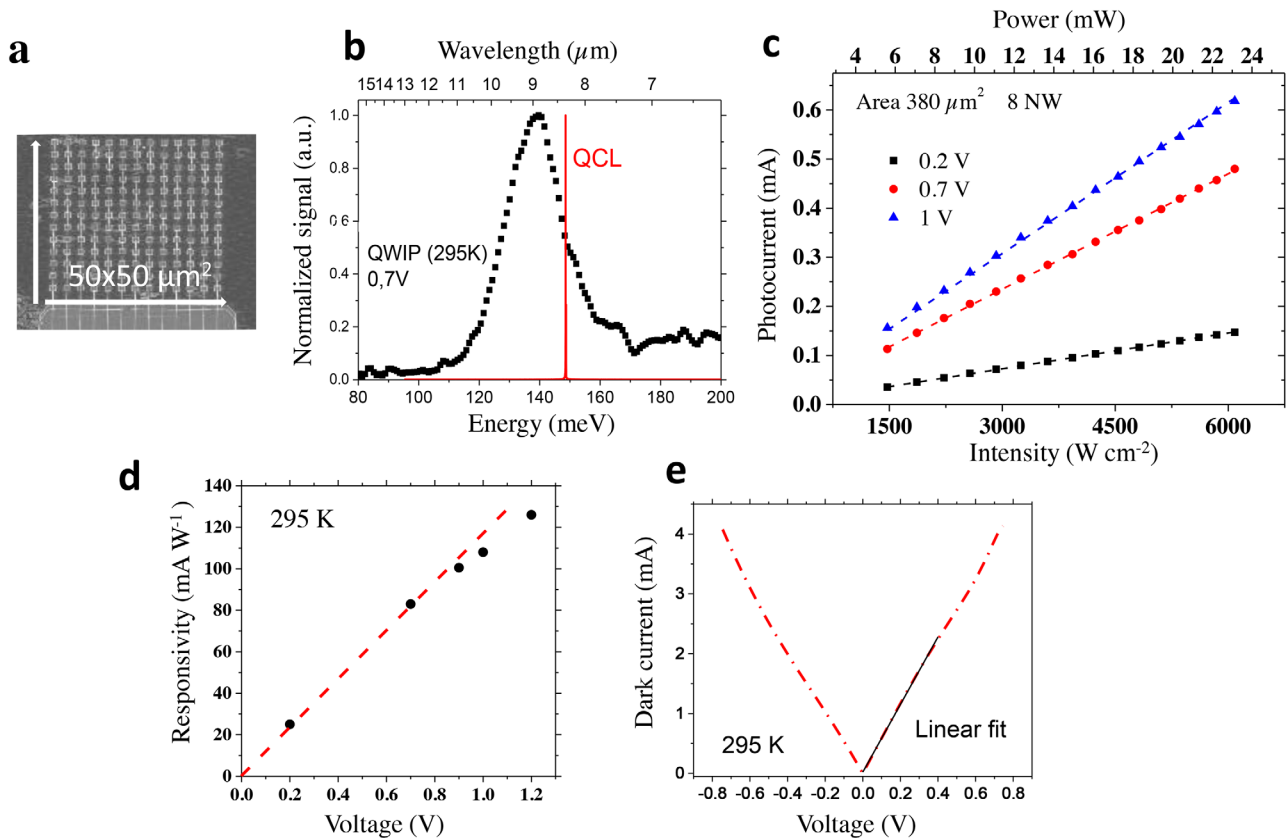 a
50x50 µm²
b
Wavelength (µm)
15 14 13 12 11 10 9 8 7
Normalized signal (a.u.)
1.0
0.8
0.6
0.4
0.2
0.0
QCL
QWIP (295K)
0,7V
80 100 120 140 160 180 200
Energy (meV)
c
Power (mW)
4 6 8 10 12 14 16 18 20 22 24
Area 380 µm² 8 NW
0.2 V
0.7 V
1 V
Photocurrent (mA)
0.6
0.5
0.4
0.3
0.2
0.1
0.0
1500 3000 4500 6000
Intensity (W cm⁻²)
d
295 K
Responsivity (mA W⁻¹)
140
120
100
80
60
40
20
0
0.0 0.2 0.4 0.6 0.8 1.0 1.2
Voltage (V)
e
Dark current (mA)
4
3
2
1
0
Linear fit
295 K
-0.8 -0.6 -0.4 -0.2 0.0 0.2 0.4 0.6 0.8
Voltage (V)